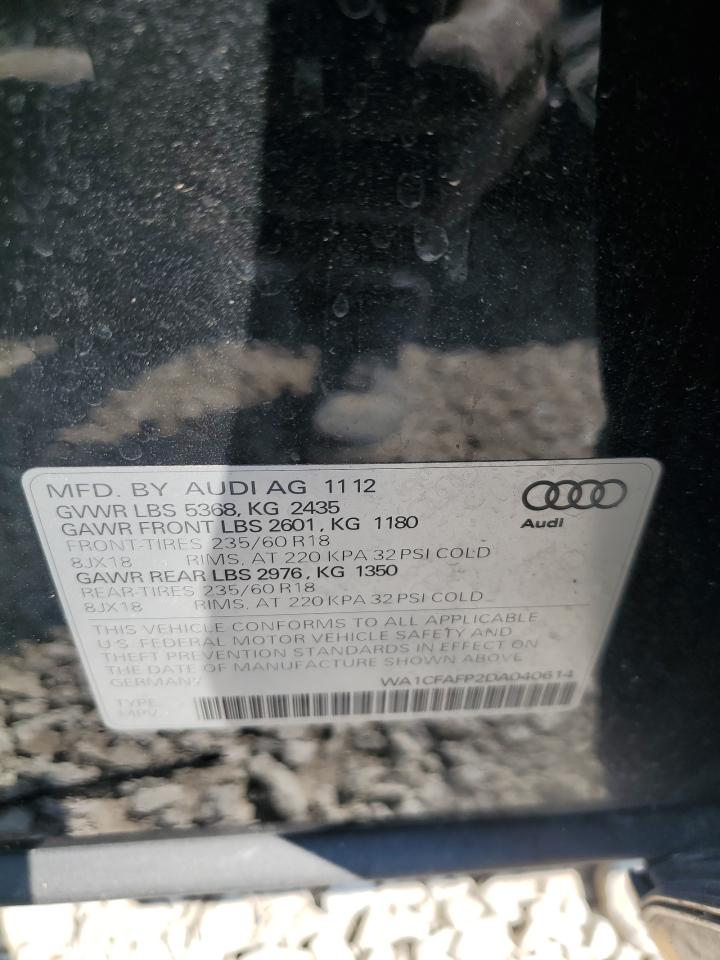 MFD. BY AUDI AG 11 12
GVWR LBS 5368, KG 2435
GAWR FRONT LBS 2601, KG 1180
FRONT-TIRES 235/60 R18
8JX18 RIMS, AT 220 KPA 32 PSI COLD
GAWR REAR LBS 2976, KG 1350
REAR-TIRES 235/60 R18
8JX18 RIMS, AT 220 KPA 32 PSI COLD
Audi
THIS VEHICLE CONFORMS TO ALL APPLICABLE
U.S. FEDERAL MOTOR VEHICLE SAFETY AND
THEFT PREVENTION STANDARDS IN EFFECT ON
THE DATE OF MANUFACTURE SHOWN ABOVE.
GERMANY WA1CFAFP2DA040614
TYPE:
MPV